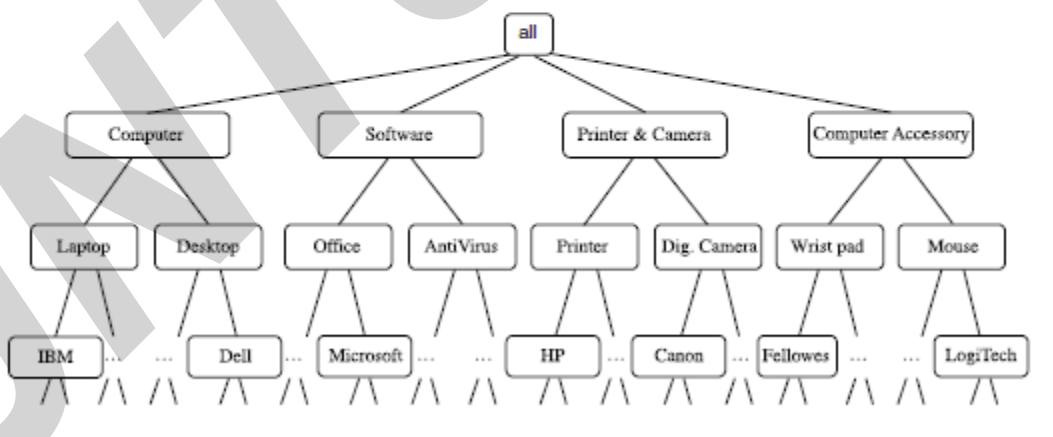 all
Computer Software Printer & Camera Computer Accessory
Laptop Desktop Office AntiVirus Printer Dig. Camera Wrist pad Mouse
IBM ... ... Dell ... Microsoft ... ... HP ... Canon ... Fellowes ... ... LogiTech